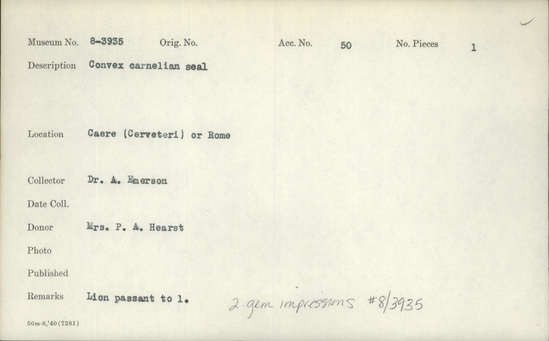 Museum No. 8-3935 Orig. No. Acc. No. 50 No. Pieces 1
Description Convex carnelian seal
Location Caere (Cerveteri) or Rome
Collector Dr. A. Emerson
Date Coll.
Donor Mrs. P. A. Hearst
Photo
Published
Remarks Lion passant to l. 2 gem impressions #8/3935
50m-8,'40(7281)